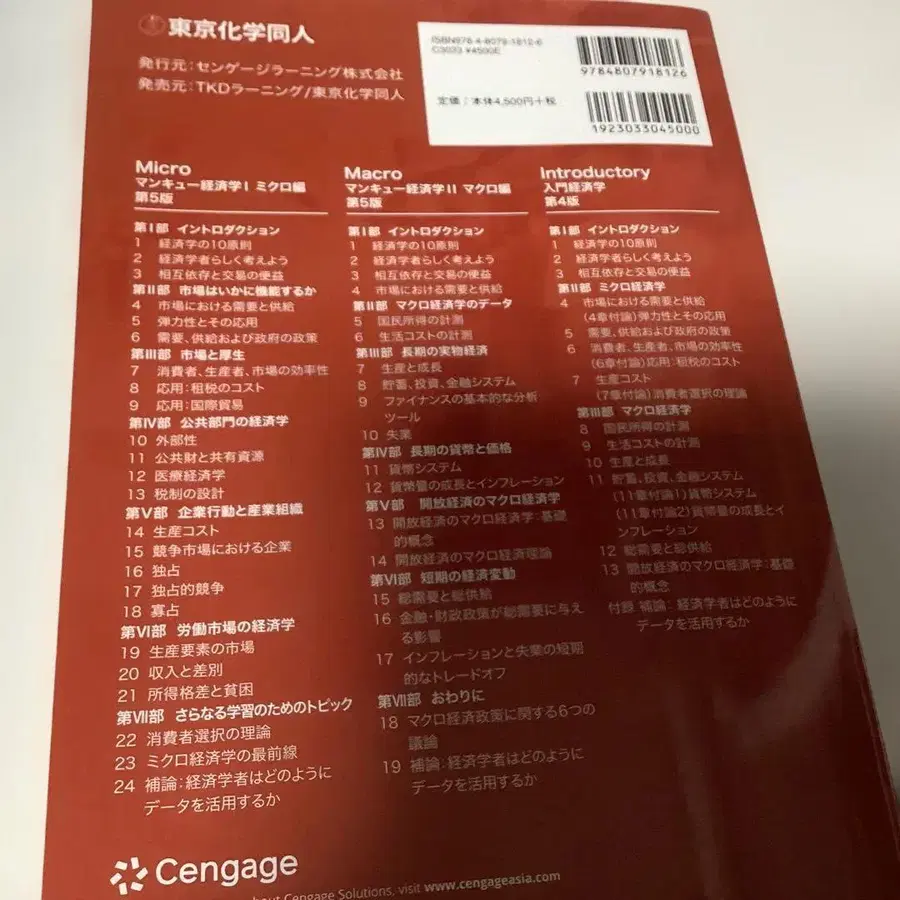 東京化学同人
発行元:センゲージラーニング株式会社
発売元:TKDラーニング/東京化学同人
ISBN978-4-8079-1812-6
C3033 ¥4500E
定価:本体4,500円+税
9784807918126
1923033045000
Micro
マンキュー経済学Ⅰ ミクロ編
第5版
第Ⅰ部 イントロダクション
1 経済学の10原則
2 経済学者らしく考えよう
3 相互依存と交易の便益
第Ⅱ部 市場はいかに機能するか
4 市場における需要と供給
5 弾力性とその応用
6 需要、供給および政府の政策
第Ⅲ部 市場と厚生
7 消費者、生産者、市場の効率性
8 応用:租税のコスト
9 応用:国際貿易
第Ⅳ部 公共部門の経済学
10 外部性
11 公共財と共有資源
12 医療経済学
13 税制の設計
第Ⅴ部 企業行動と産業組織
14 生産コスト
15 競争市場における企業
16 独占
17 独占的競争
18 寡占
第Ⅵ部 労働市場の経済学
19 生産要素の市場
20 収入と差別
21 所得格差と貧困
第Ⅶ部 さらなる学習のためのトピック
22 消費者選択の理論
23 ミクロ経済学の最前線
24 補論:経済学者はどのように
データを活用するか
Macro
マンキュー経済学Ⅱ マクロ編
第5版
第Ⅰ部 イントロダクション
1 経済学の10原則
2 経済学者らしく考えよう
3 相互依存と交易の便益
4 市場における需要と供給
第Ⅱ部 マクロ経済学のデータ
5 国民所得の計測
6 生活コストの計測
第Ⅲ部 長期の実物経済
7 生産と成長
8 貯蓄、投資、金融システム
9 ファイナンスの基本的な分析
ツール
10 失業
第Ⅳ部 長期の貨幣と価格
11 貨幣システム
12 貨幣量の成長とインフレーション
第Ⅴ部 開放経済のマクロ経済学
13 開放経済のマクロ経済学:基礎
的概念
14 開放経済のマクロ経済理論
第Ⅵ部 短期の経済変動
15 総需要と総供給
16 金融・財政政策が総需要に与え
る影響
17 インフレーションと失業の短期
的なトレードオフ
第Ⅶ部 おわりに
18 マクロ経済政策に関する6つの
議論
19 補論:経済学者はどのように
データを活用するか
Introductory
入門経済学
第4版
第Ⅰ部 イントロダクション
1 経済学の10原則
2 経済学者らしく考えよう
3 相互依存と交易の便益
第Ⅱ部 ミクロ経済学
4 市場における需要と供給
(4章付論)弾力性とその応用
5 需要、供給および政府の政策
6 消費者、生産者、市場の効率性
(6章付論)応用:租税のコスト
7 生産コスト
(7章付論)消費者選択の理論
第Ⅲ部 マクロ経済学
8 国民所得の計測
9 生活コストの計測
10 生産と成長
11 貯蓄、投資、金融システム
(11章付論1)貨幣システム
(11章付論2)貨幣量の成長とイ
ンフレーション
12 総需要と総供給
13 開放経済のマクロ経済学:基礎
的概念
付録 補論:経済学者はどのように
データを活用するか
Cengage
Cengage Solutions, visit www.cengageasia.com